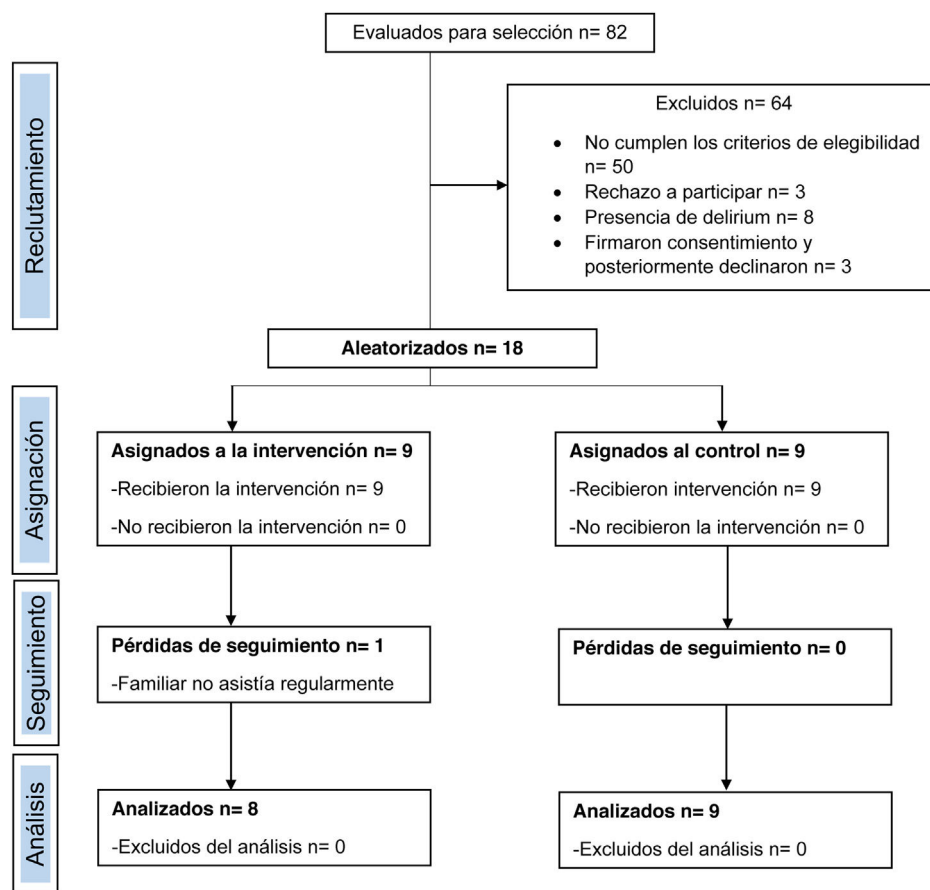 Evaluados para selección n= 82
Reclutamiento
Excluidos n= 64
• No cumplen los criterios de elegibilidad
n= 50
• Rechazo a participar n= 3
• Presencia de delirium n= 8
• Firmaron consentimiento y
posteriormente declinaron n= 3
Aleatorizados n= 18
Asignación
Asignados a la intervención n= 9
-Recibieron la intervención n= 9
-No recibieron la intervención n= 0
Asignados al control n= 9
-Recibieron intervención n= 9
-No recibieron la intervención n= 0
Seguimiento
Pérdidas de seguimiento n= 1
-Familiar no asistía regularmente
Pérdidas de seguimiento n= 0
Análisis
Analizados n= 8
-Excluidos del análisis n= 0
Analizados n= 9
-Excluidos del análisis n= 0